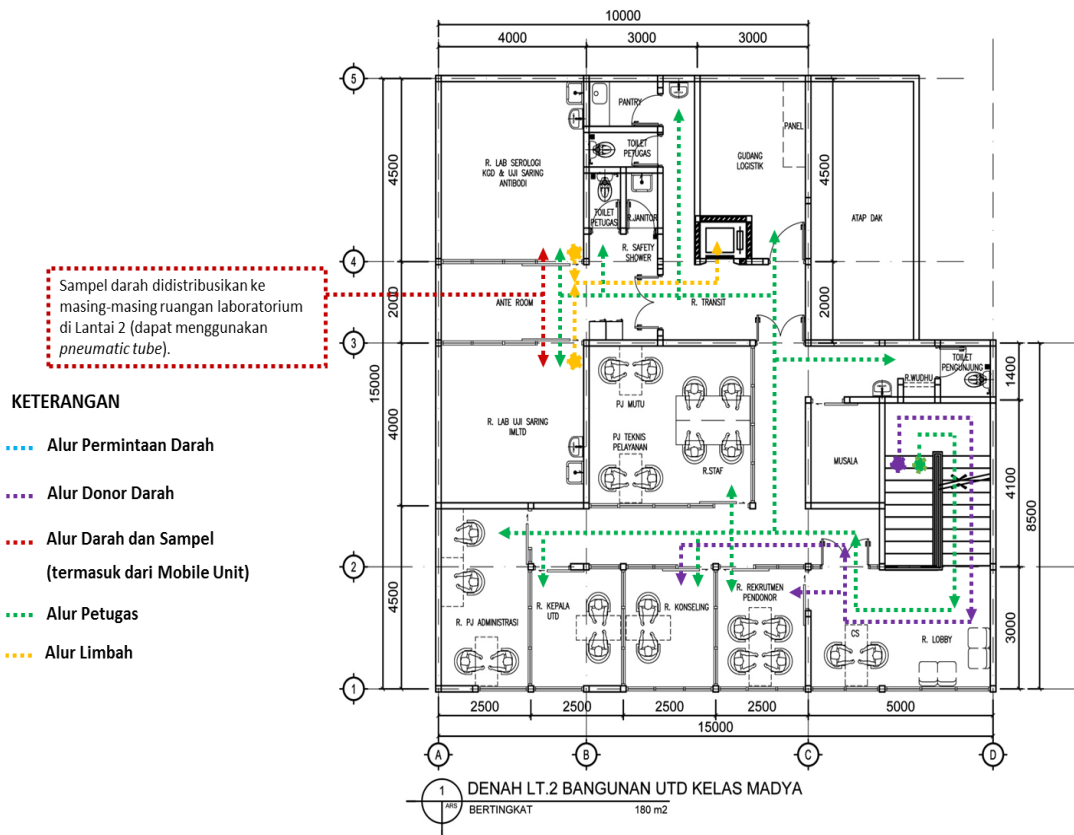 10000
4000
3000
3000
5
PANTRY
PANEL
TOILET
PETUGAS
GUDANG
LOGISTIK
R. LAB SEROLOGI
KGD & UJI SARING
ANTIBODI
4500
4500
TOILET
PETUGAS
R.JANITOR
ATAP DAK
R. SAFETY
SHOWER
4
Sampel darah didistribusikan ke
masing-masing ruangan laboratorium
di Lantai 2 (dapat menggunakan
pneumatic tube).
2000
ANTE ROOM
R. TRANSIT
2000
3
TOILET
PENGUNJUNG
R.WUDHU
1400
15000
PJ MUTU
KETERANGAN
4000
R. LAB UJI SARING
IMLTD
PJ TEKNIS
PELAYANAN
R.STAF
MUSALA
4100
8500
Alur Permintaan Darah
Alur Donor Darah
Alur Darah dan Sampel
(termasuk dari Mobile Unit)
Alur Petugas
Alur Limbah
2
4500
R. PJ ADMINISTRASI
R. KEPALA
UTD
R. KONSELING
R. REKRUTMEN
PENDONOR
CS
R. LOBBY
3000
1
2500
2500
2500
2500
5000
15000
A
B
C
D
1
ARS
DENAH LT.2 BANGUNAN UTD KELAS MADYA
BERTINGKAT
180 m2